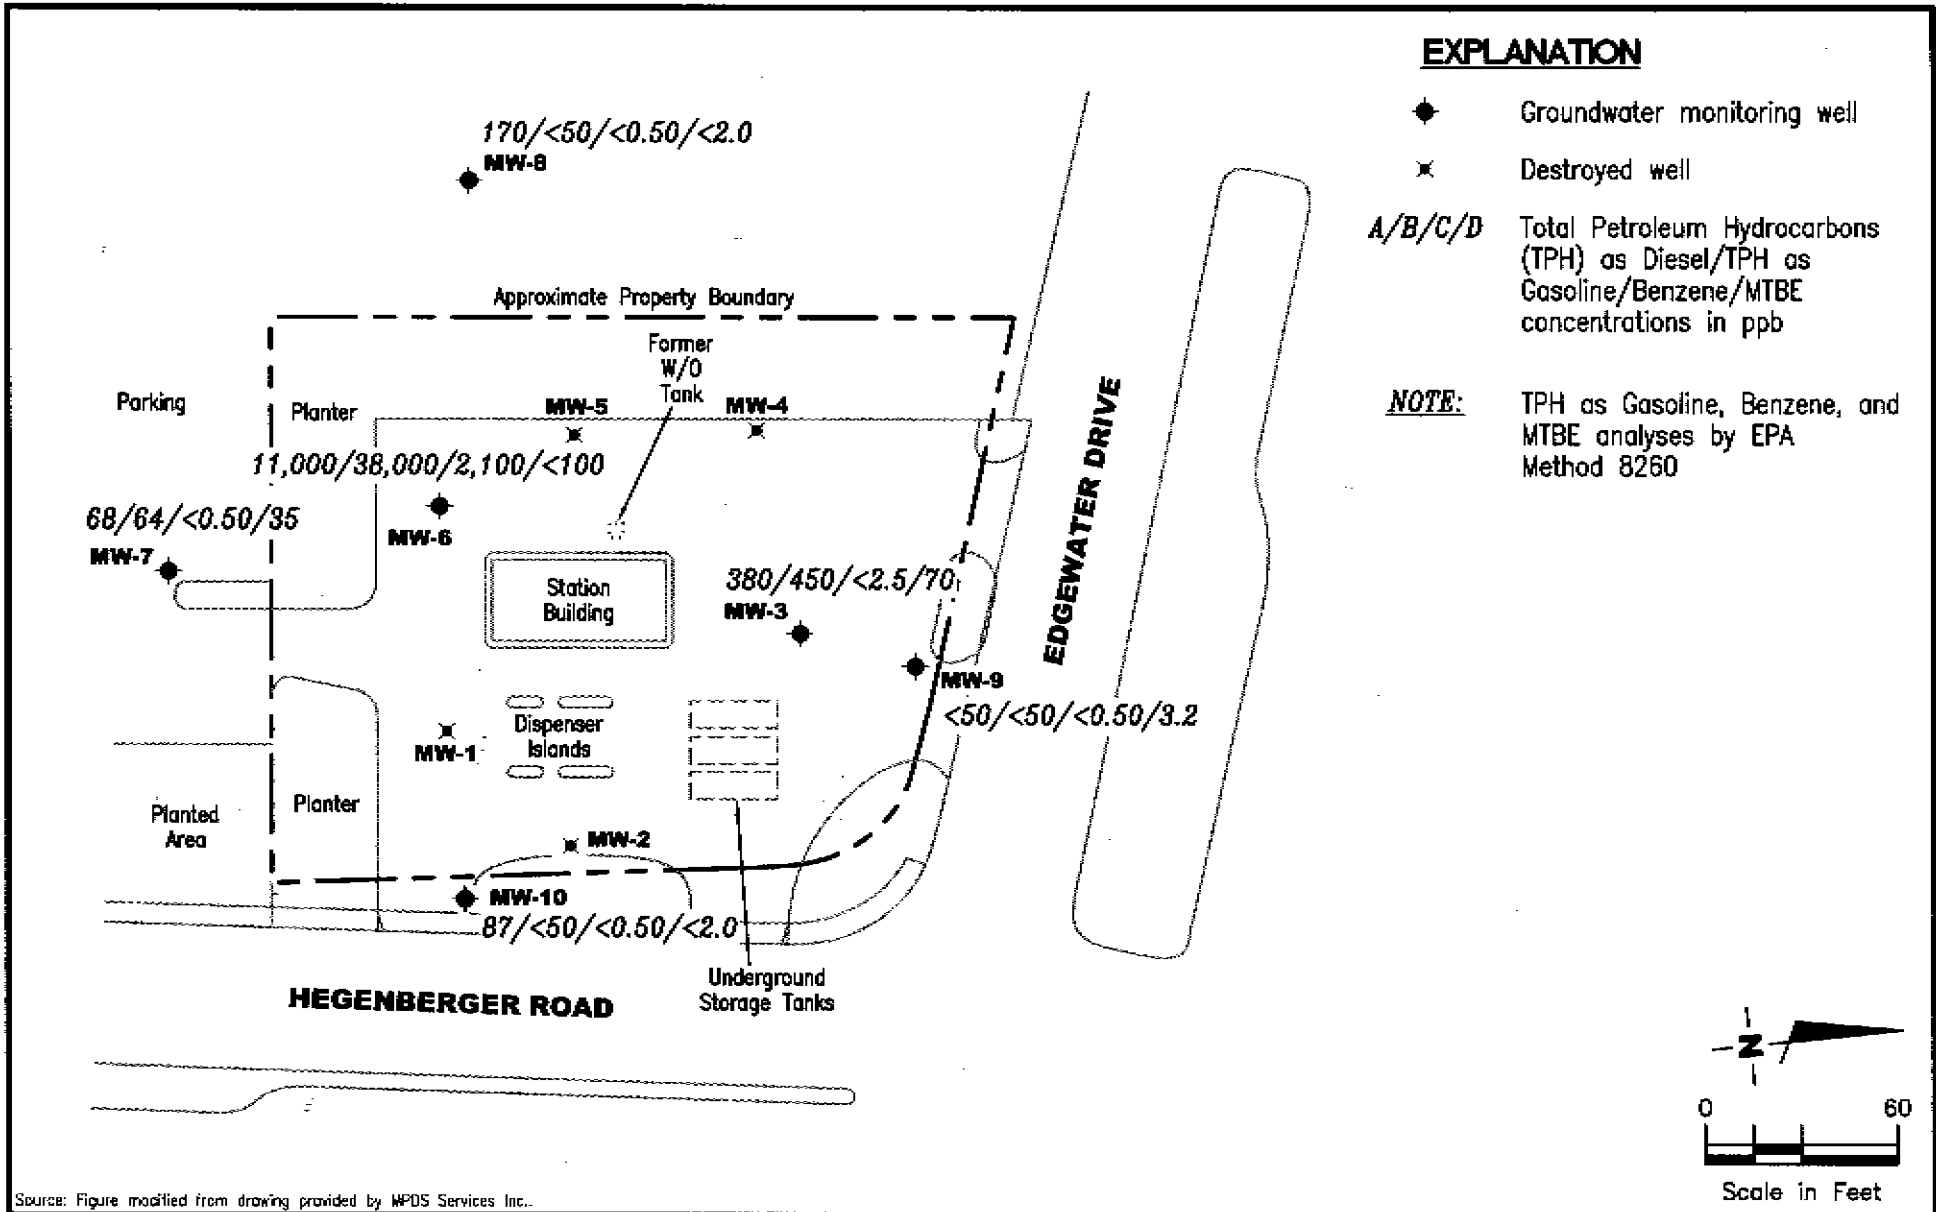 EXPLANATION
Groundwater monitoring well
Destroyed well
A/B/C/D
Total Petroleum Hydrocarbons
(TPH) as Diesel/TPH as
Gasoline/Benzene/MTBE
concentrations in ppb
NOTE:
TPH as Gasoline, Benzene, and
MTBE analyses by EPA
Method 8260
170/<50/<0.50/<2.0
MW-8
Approximate Property Boundary
Former
W/O
Tank
Parking
Planter
MW-5
MW-4
11,000/38,000/2,100/<100
MW-6
68/64/<0.50/35
MW-7
Station
Building
380/450/<2.5/70
MW-3
EDGEWATER DRIVE
MW-9
<50/<50/<0.50/3.2
MW-1
Dispenser
Islands
Planted
Area
Planter
MW-2
MW-10
87/<50/<0.50/<2.0
Underground
Storage Tanks
HEGENBERGER ROAD
N
0 60
Scale in Feet
Source: Figure modified from drawing provided by MPDS Services Inc..